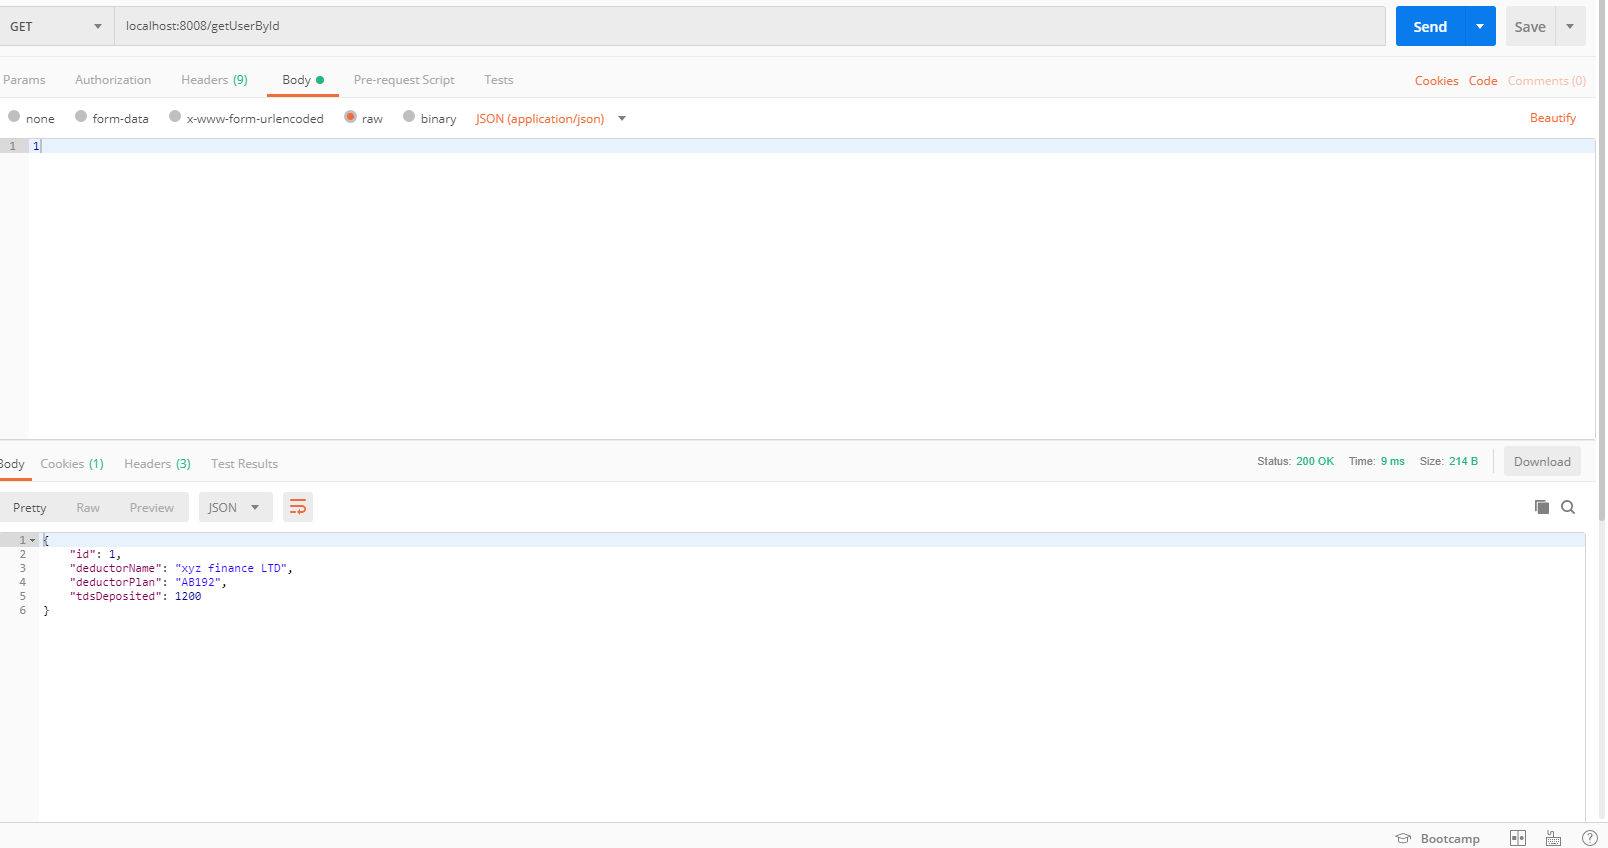 GET localhost:8008/getUserById Send Save
Params Authorization Headers (9) Body Pre-request Script Tests Cookies Code Comments (0)
none form-data x-www-form-urlencoded raw binary JSON (application/json) Beautify
1 1
Body Cookies (1) Headers (3) Test Results Status: 200 OK Time: 9 ms Size: 214 B Download
Pretty Raw Preview JSON
1 {
2 "id": 1,
3 "deductorName": "xyz finance LTD",
4 "deductorPlan": "AB192",
5 "tdsDeposited": 1200
6 }
Bootcamp ?